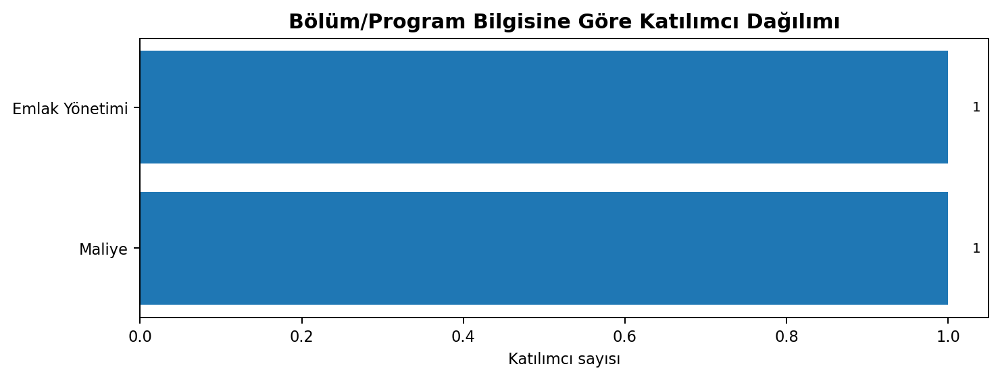 Bölüm/Program Bilgisine Göre Katılımcı Dağılımı
Emlak Yönetimi
1
Maliye
1
0.0 0.2 0.4 0.6 0.8 1.0
Katılımcı sayısı